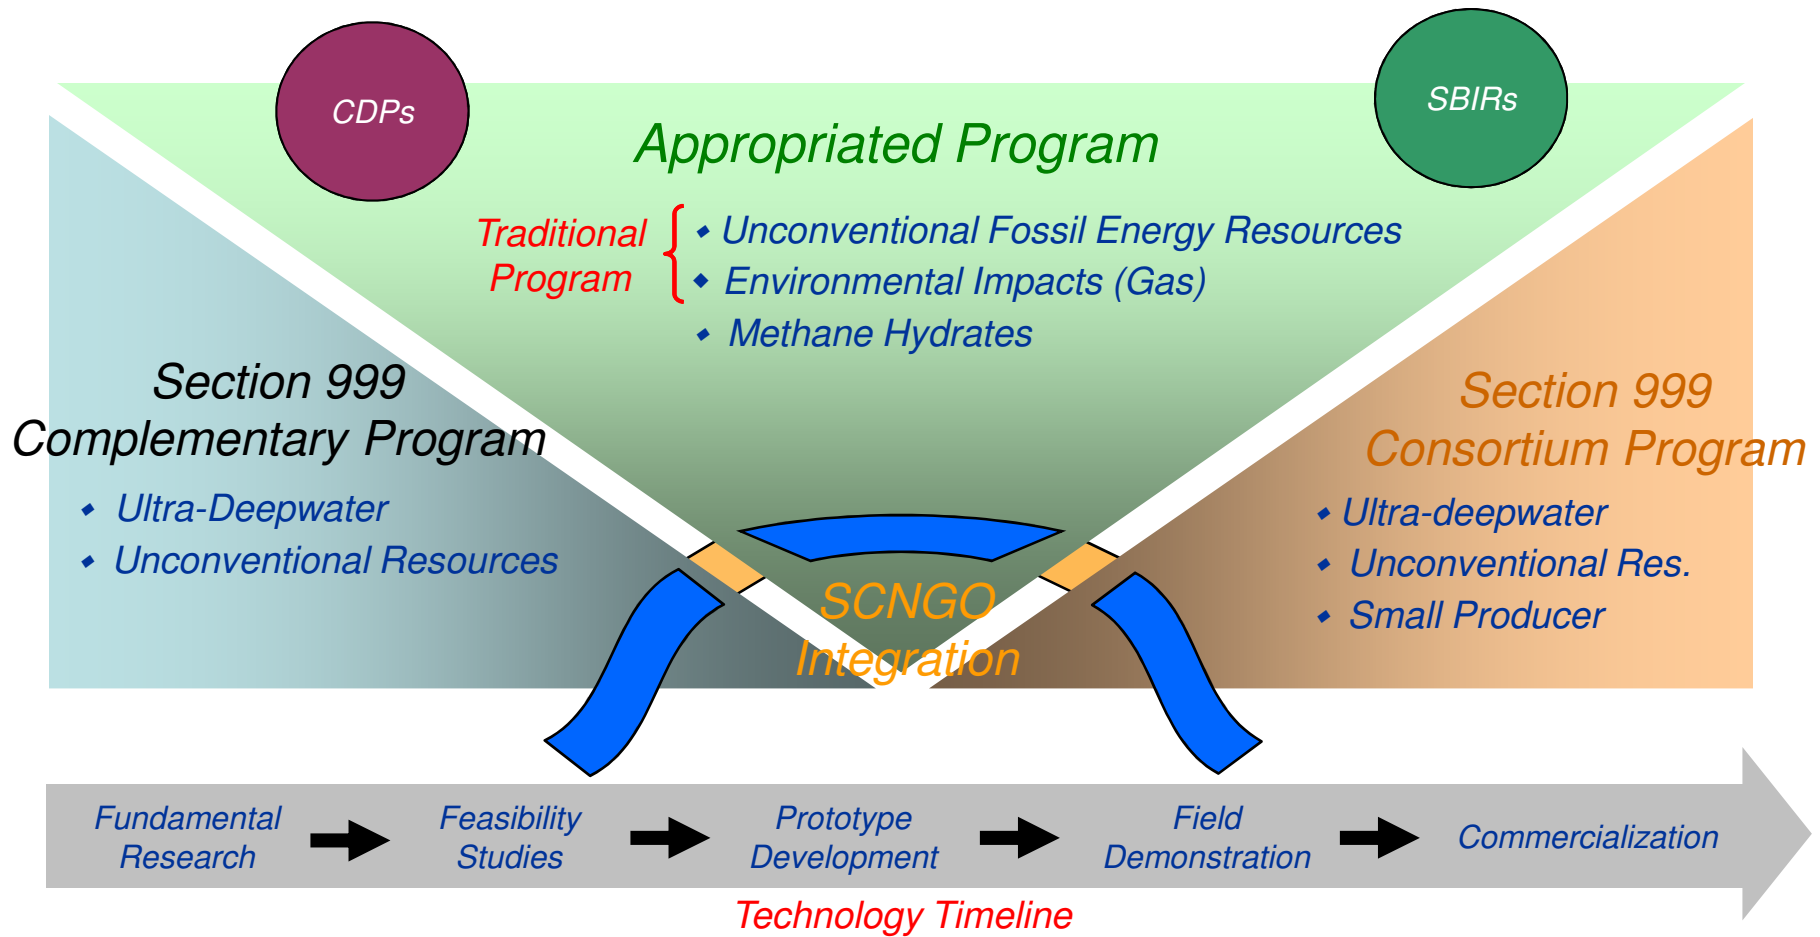 CDPs
SBIRs
Appropriated Program
Traditional
Program
Unconventional Fossil Energy Resources
Environmental Impacts (Gas)
Methane Hydrates
Section 999
Complementary Program
Ultra-Deepwater
Unconventional Resources
Section 999
Consortium Program
Ultra-deepwater
Unconventional Res.
Small Producer
SCNGO
Integration
Fundamental
Research
Feasibility
Studies
Prototype
Development
Field
Demonstration
Commercialization
Technology Timeline